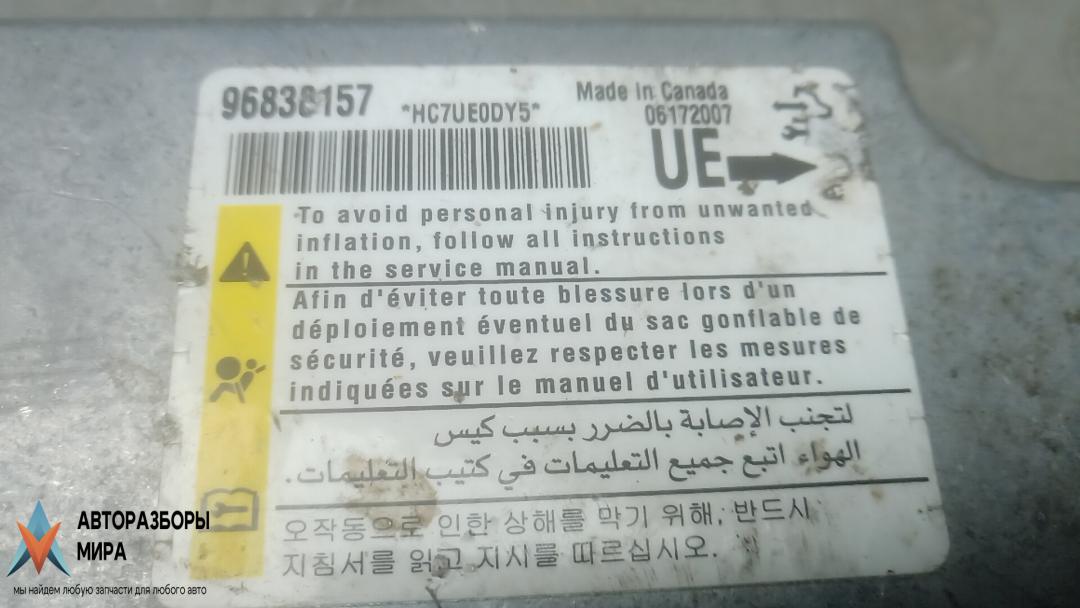 96838157
*HC7UE0DY5*
Made in Canada
06172007
UE
To avoid personal injury from unwanted
inflation, follow all instructions
in the service manual.
Afin d'éviter toute blessure lors d'un
déploiement éventuel du sac gonflable de
sécurité, veuillez respecter les mesures
indiquées sur le manuel d'utilisateur.
لتجنب الإصابة بالضرر بسبب كيس
الهواء اتبع جميع التعليمات في كتيب التعليمات.
오작동으로 인한 상해를 막기 위해, 반드시
지침서를 읽고 지시를 따르십시오.
АВТОРАЗБОРЫ
МИРА
мы найдем любую запчасти для любого авто